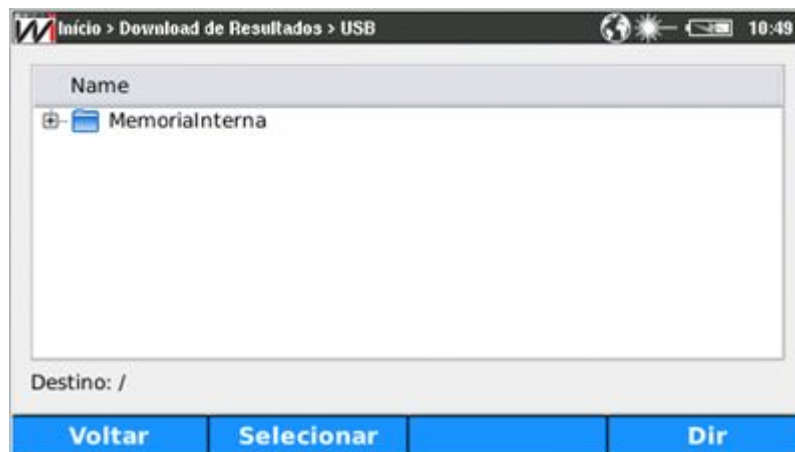 Início > Download de Resultados > USB 10:49
Name
MemoriaInterna
Destino: /
Voltar Selecionar Dir